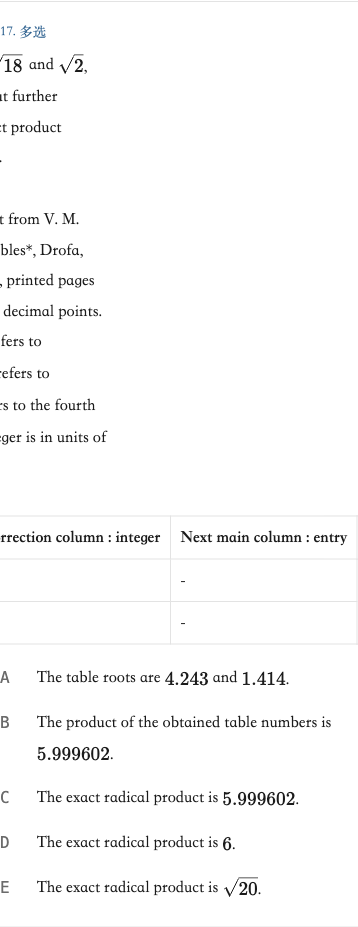 17. 多选
√18 and √2,
t further
t product
.
t from V. M.
bles*, Drofa,
, printed pages
decimal points.
fers to
efers to
rs to the fourth
ger is in units of
rrection column : integer Next main column : entry
-
-
A The table roots are 4.243 and 1.414.
B The product of the obtained table numbers is
5.999602.
C The exact radical product is 5.999602.
D The exact radical product is 6.
E The exact radical product is √20.